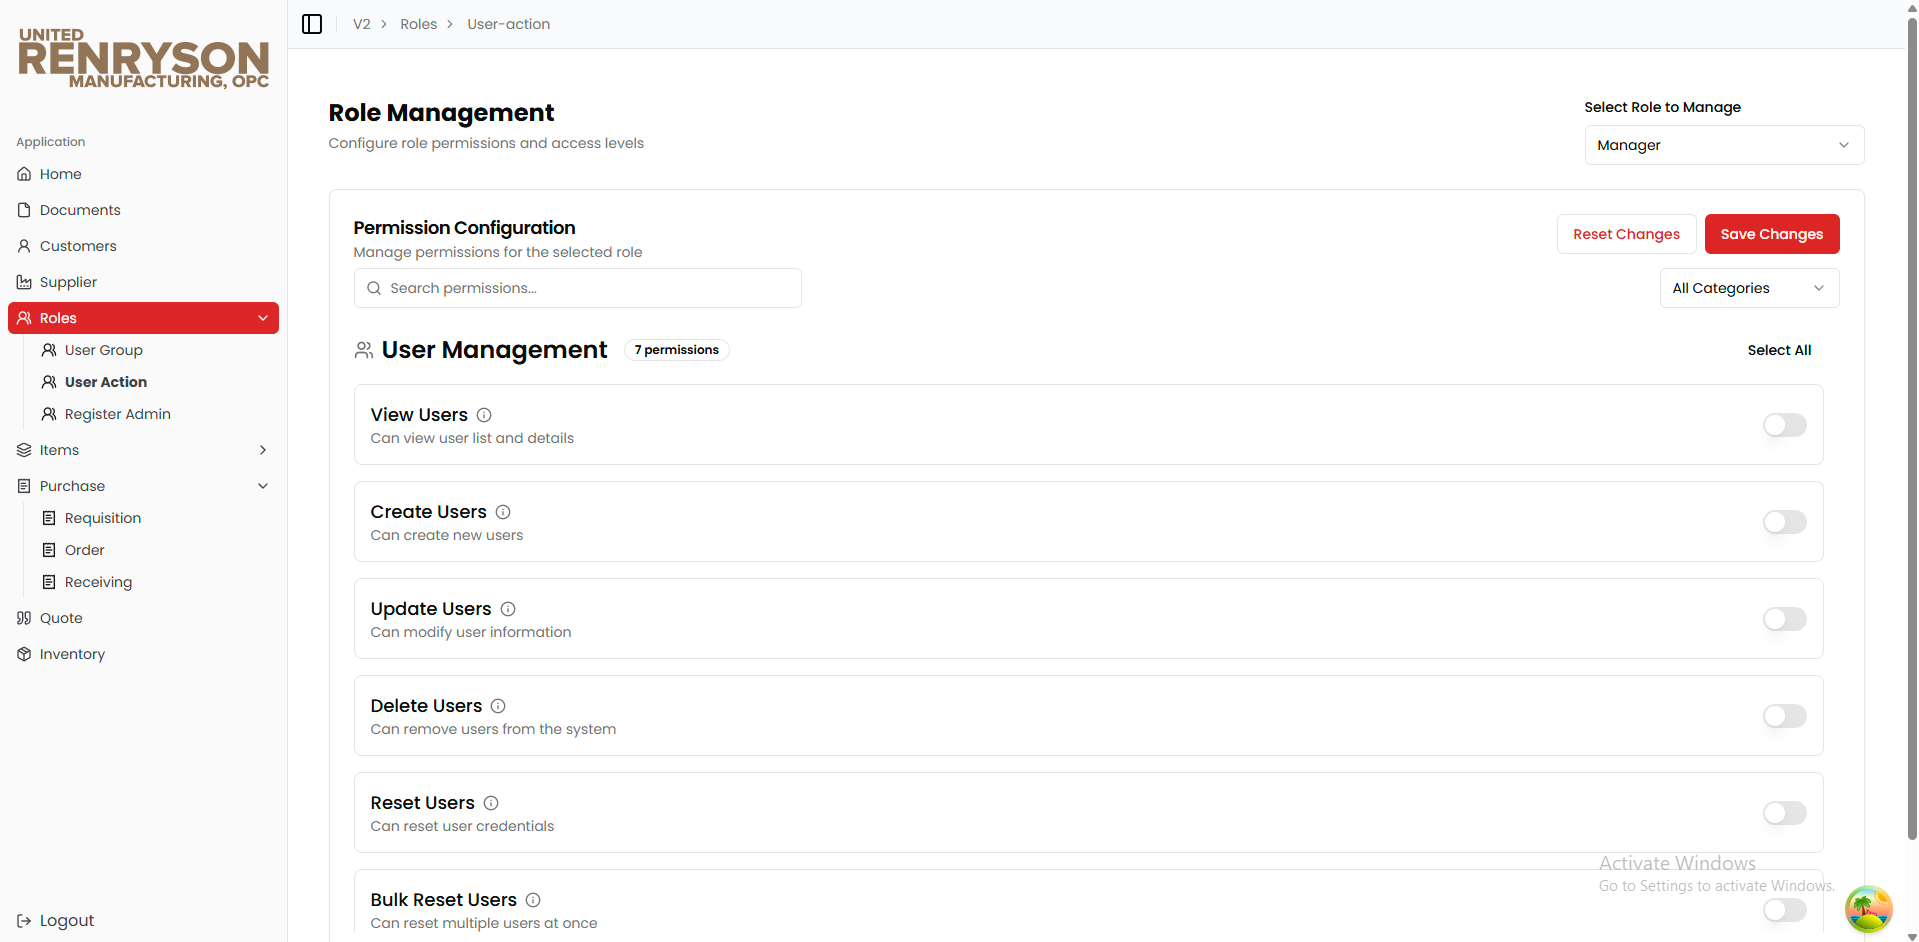 UNITED
RENRYSON
MANUFACTURING, OPC
Application
Home
Documents
Customers
Supplier
Roles
User Group
User Action
Register Admin
Items
Purchase
Requisition
Order
Receiving
Quote
Inventory
Logout
V2 > Roles > User-action
Role Management
Configure role permissions and access levels
Select Role to Manage
Manager
Permission Configuration
Manage permissions for the selected role
Reset Changes
Save Changes
Search permissions...
All Categories
User Management 7 permissions
Select All
View Users
Can view user list and details
Create Users
Can create new users
Update Users
Can modify user information
Delete Users
Can remove users from the system
Reset Users
Can reset user credentials
Bulk Reset Users
Can reset multiple users at once
Activate Windows
Go to Settings to activate Windows.